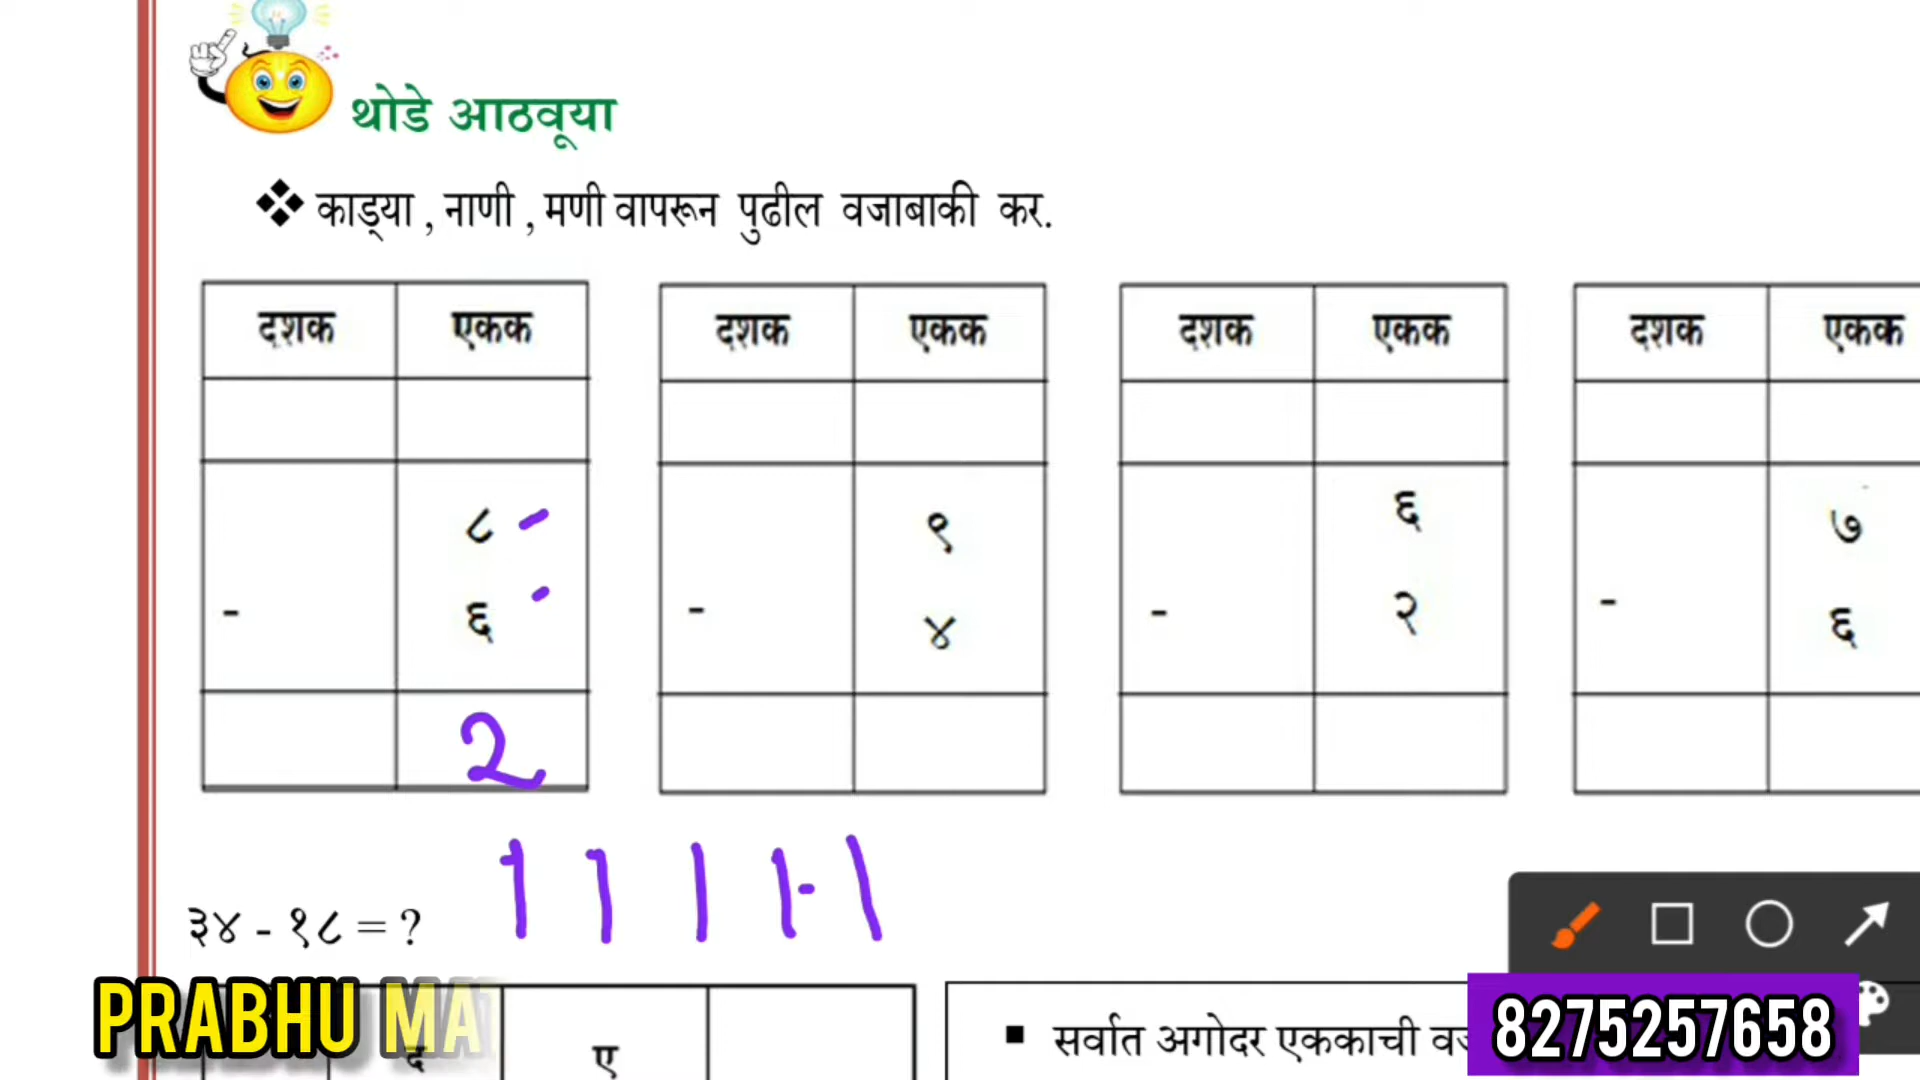 थोडे आठवूया
❖ काड्या , नाणी , मणी वापरून पुढील वजाबाकी कर.
दशक एकक दशक एकक दशक एकक दशक एकक
८ ९ ६ ७
- ६ - ४ - २ - ६
2
३४ - १८ = ?
PRABHU
द ए
▪ सर्वात अगोदर एककाची
8275257658